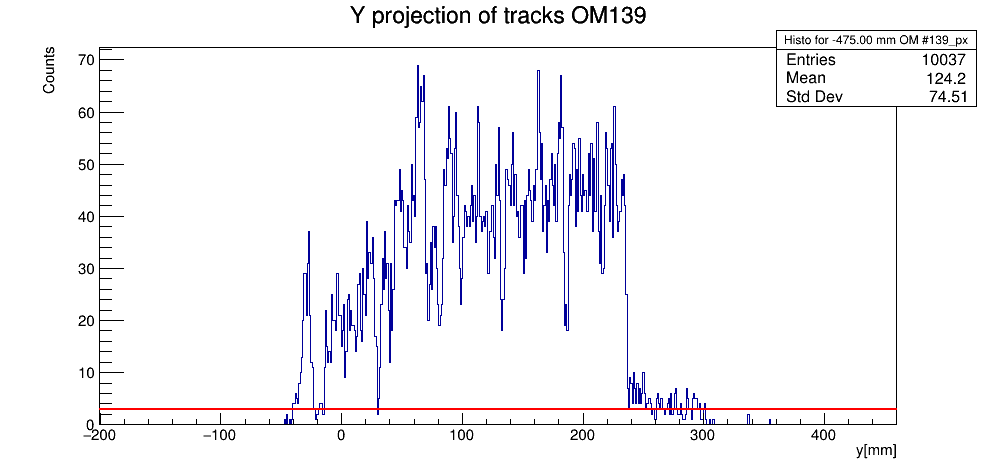 Y projection of tracks OM139
Histo for -475.00 mm OM #139_px
Entries 10037
Mean 124.2
Std Dev 74.51
Counts
70
60
50
40
30
20
10
0
−200 −100 0 100 200 300 400
y[mm]